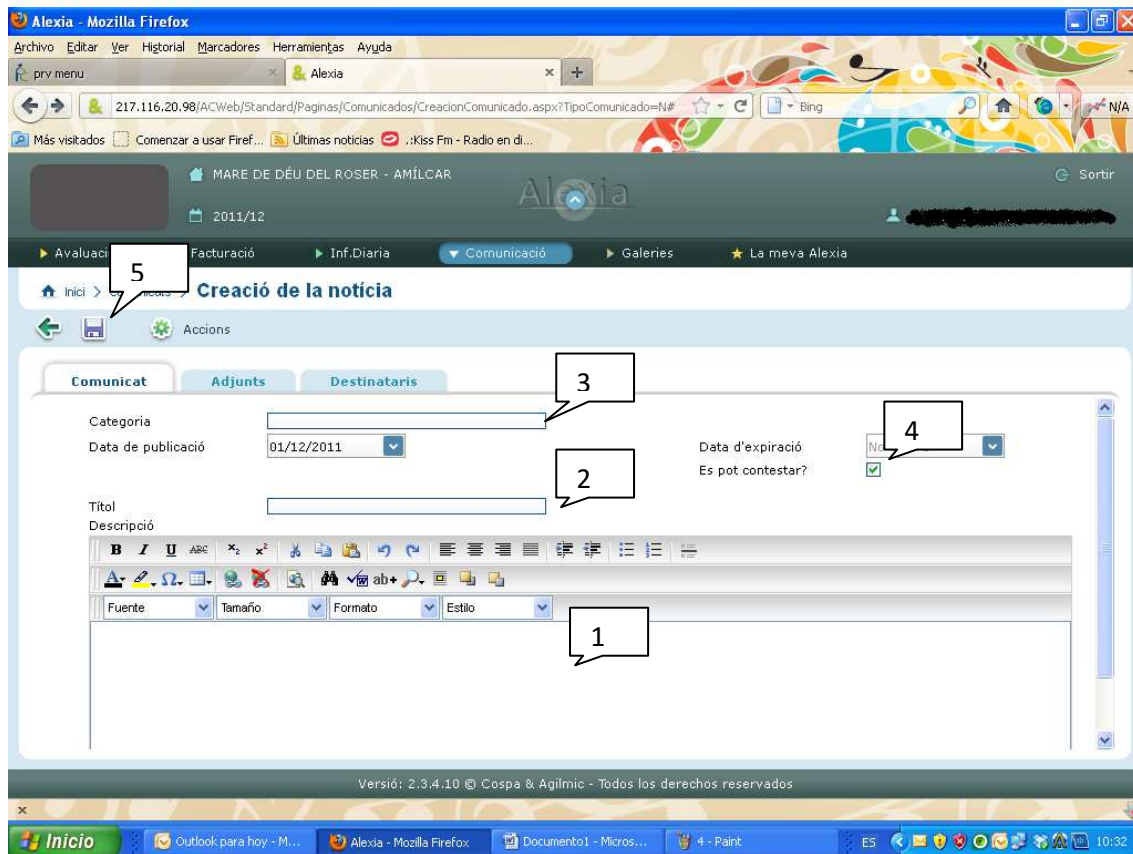 Alexia - Mozilla Firefox
Archivo Editar Ver Historial Marcadores Herramientas Ayuda
prv menu Alexia
217.116.20.98/ACWeb/Standard/Paginas/Comunicados/CreacionComunicado.aspx?TipoComunicado=N# Bing N/A
Más visitados Comenzar a usar Firef... Últimas noticias .:Kiss Fm - Radio en di...
MARE DE DÉU DEL ROSER - AMÍLCAR Alexia Sortir
2011/12
Avaluaci Facturació Inf.Diaria Comunicació Galeries La meva Alexia
5
Inici > > Creació de la notícia
Accions
Comunicat Adjunts Destinataris
3
Categoria
4
Data de publicació 01/12/2011 Data d'expiració No
Es pot contestar?
2
Títol
Descripció
B I U ABC x₂ x²
A Ω ab+
Fuente Tamaño Formato Estilo
1
Versió: 2.3.4.10 © Cospa & Agilmic - Todos los derechos reservados
x
Inicio Outlook para hoy - M... Alexia - Mozilla Firefox Documento1 - Micros... 4 - Paint ES 10:32